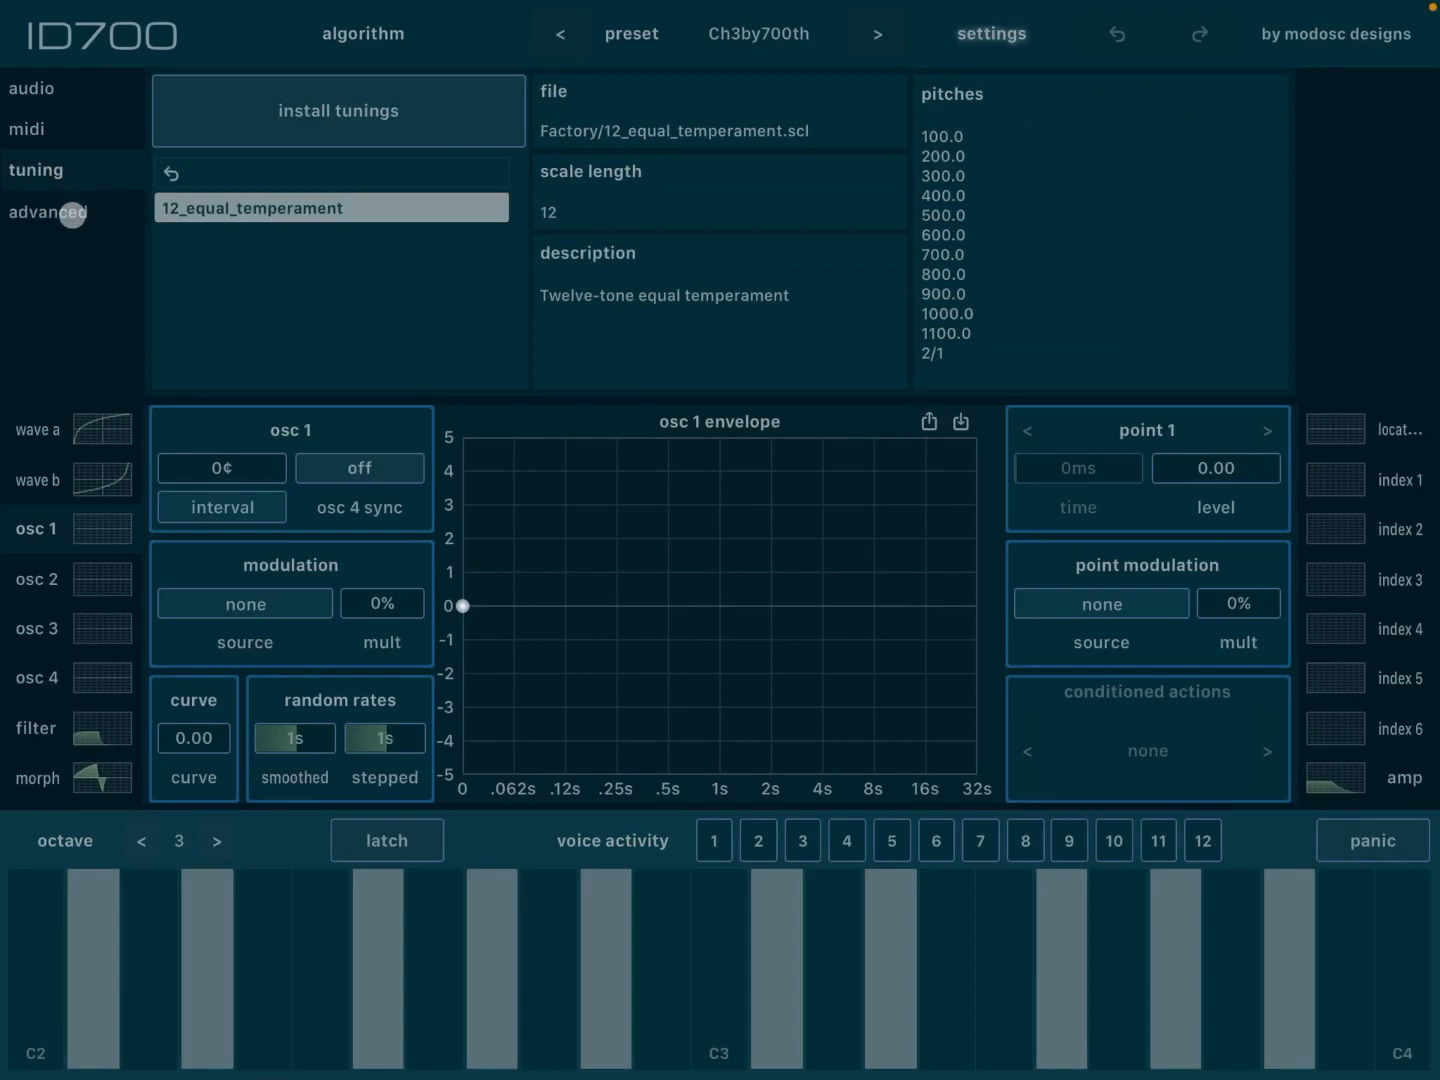 ID700
algorithm
< preset Ch3by700th >
settings
by modosc designs
audio
midi
tuning
advanced
install tunings
12_equal_temperament
file
Factory/12_equal_temperament.scl
scale length
12
description
Twelve-tone equal temperament
pitches
100.0
200.0
300.0
400.0
500.0
600.0
700.0
800.0
900.0
1000.0
1100.0
2/1
wave a
wave b
osc 1
osc 2
osc 3
osc 4
filter
morph
osc 1
0¢ off
interval osc 4 sync
modulation
none 0%
source mult
curve
0.00
curve
random rates
1s 1s
smoothed stepped
osc 1 envelope
5
4
3
2
1
0
-1
-2
-3
-4
-5
0 .062s .12s .25s .5s 1s 2s 4s 8s 16s 32s
< point 1 >
0ms 0.00
time level
point modulation
none 0%
source mult
conditioned actions
< none >
locat...
index 1
index 2
index 3
index 4
index 5
index 6
amp
octave < 3 >
latch
voice activity 1 2 3 4 5 6 7 8 9 10 11 12
panic
C2 C3 C4